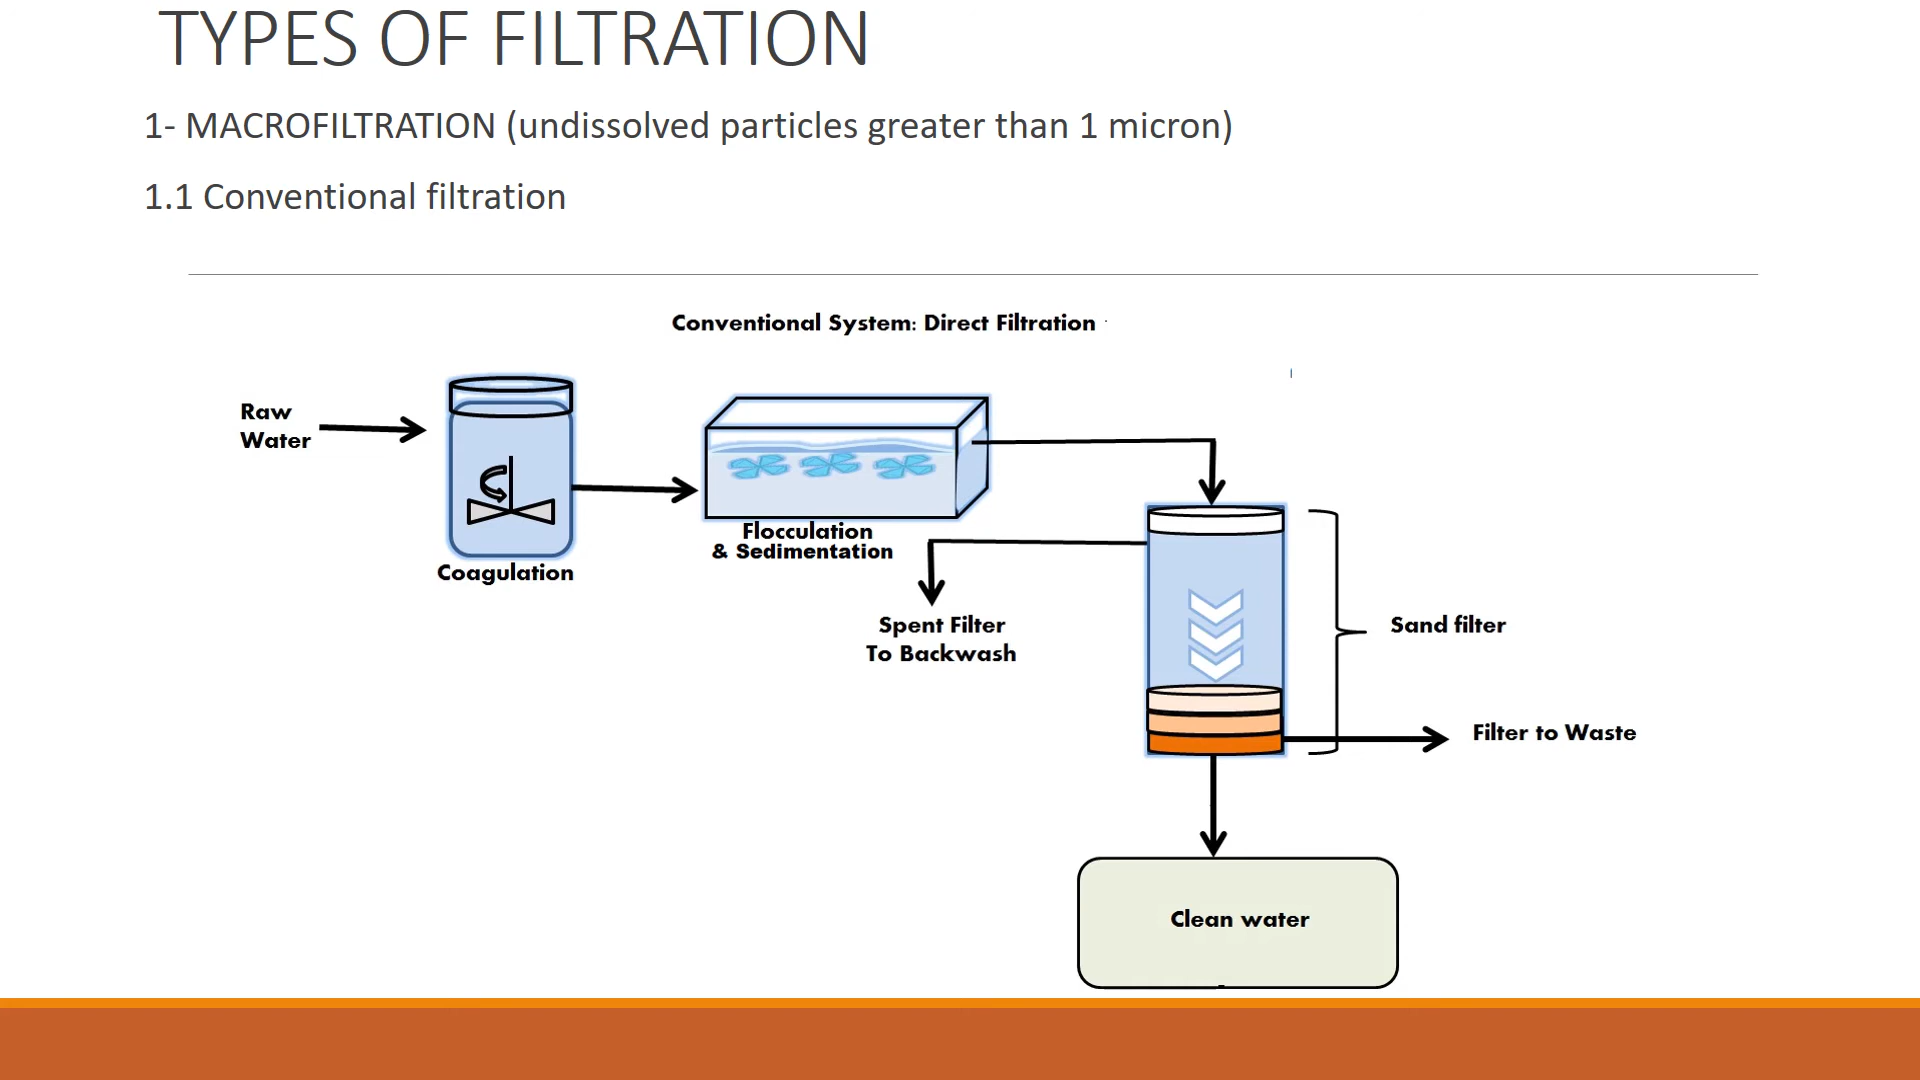 TYPES OF FILTRATION
1- MACROFILTRATION (undissolved particles greater than 1 micron)
1.1 Conventional filtration
Conventional System: Direct Filtration
Raw
Water
Coagulation
Flocculation
& Sedimentation
Spent Filter
To Backwash
Sand filter
Filter to Waste
Clean water